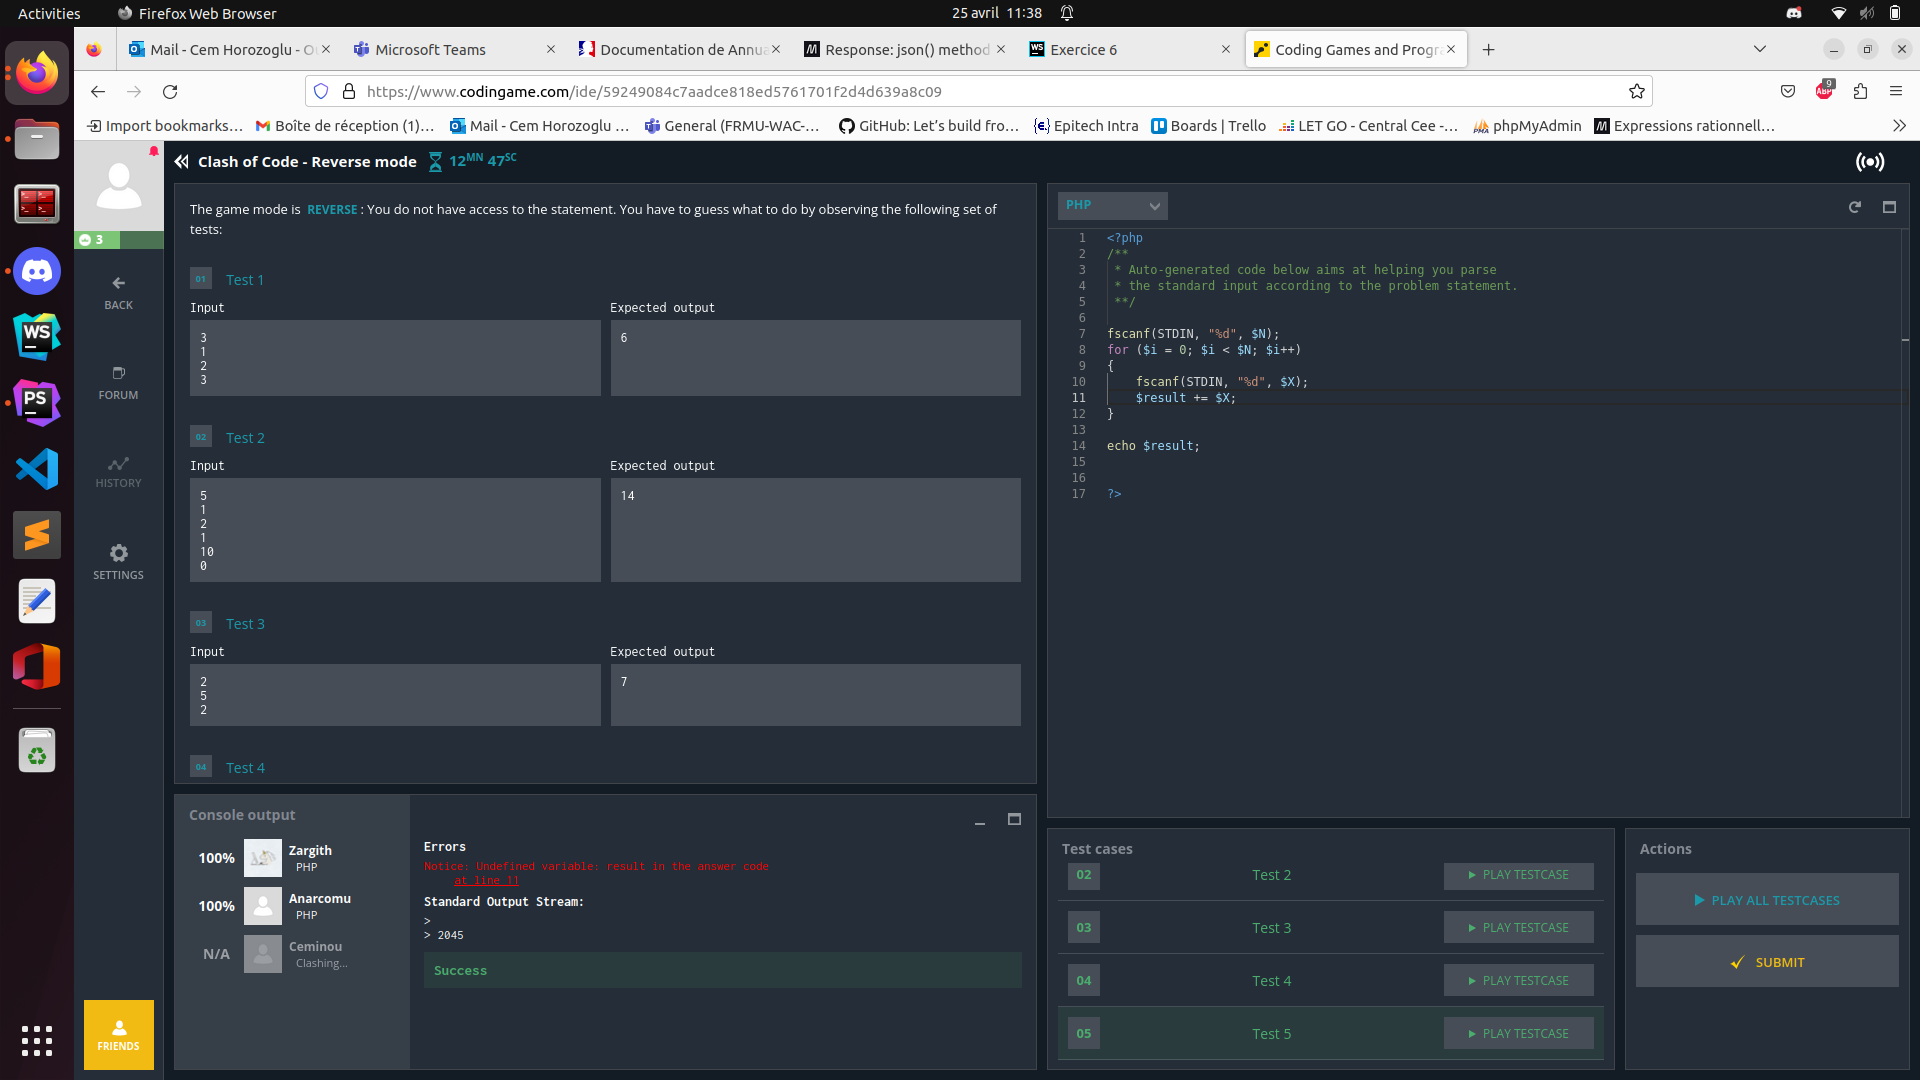 Activities
Firefox Web Browser
25 avril 11:38
Mail - Cem Horozoglu - O
Microsoft Teams
Documentation de Annua
Response: json() method
Exercice 6
Coding Games and Progra
https://www.codingame.com/ide/59249084c7aadce818ed5761701f2d4d639a8c09
9
ABP
Import bookmarks...
Boîte de réception (1)...
Mail - Cem Horozoglu ...
General (FRMU-WAC-...
GitHub: Let's build fro...
Epitech Intra
Boards | Trello
LET GO - Central Cee -...
phpMyAdmin
Expressions rationnell...
3
BACK
FORUM
HISTORY
SETTINGS
FRIENDS
Clash of Code - Reverse mode
12MN 47SC
The game mode is REVERSE : You do not have access to the statement. You have to guess what to do by observing the following set of
tests:
01 Test 1
Input
Expected output
3
1
2
3
6
02 Test 2
Input
Expected output
5
1
2
1
10
0
14
03 Test 3
Input
Expected output
2
5
2
7
04 Test 4
Console output
100% Zargith
PHP
100% Anarcomu
PHP
N/A Ceminou
Clashing...
Errors
Notice: Undefined variable: result in the answer code
at line 11
Standard Output Stream:
>
> 2045
Success
PHP
1 <?php
2 /**
3  * Auto-generated code below aims at helping you parse
4  * the standard input according to the problem statement.
5  **/
6
7 fscanf(STDIN, "%d", $N);
8 for ($i = 0; $i < $N; $i++)
9 {
10     fscanf(STDIN, "%d", $X);
11     $result += $X;
12 }
13
14 echo $result;
15
16
17 ?>
Test cases
02 Test 2 PLAY TESTCASE
03 Test 3 PLAY TESTCASE
04 Test 4 PLAY TESTCASE
05 Test 5 PLAY TESTCASE
Actions
PLAY ALL TESTCASES
SUBMIT
WS
PS